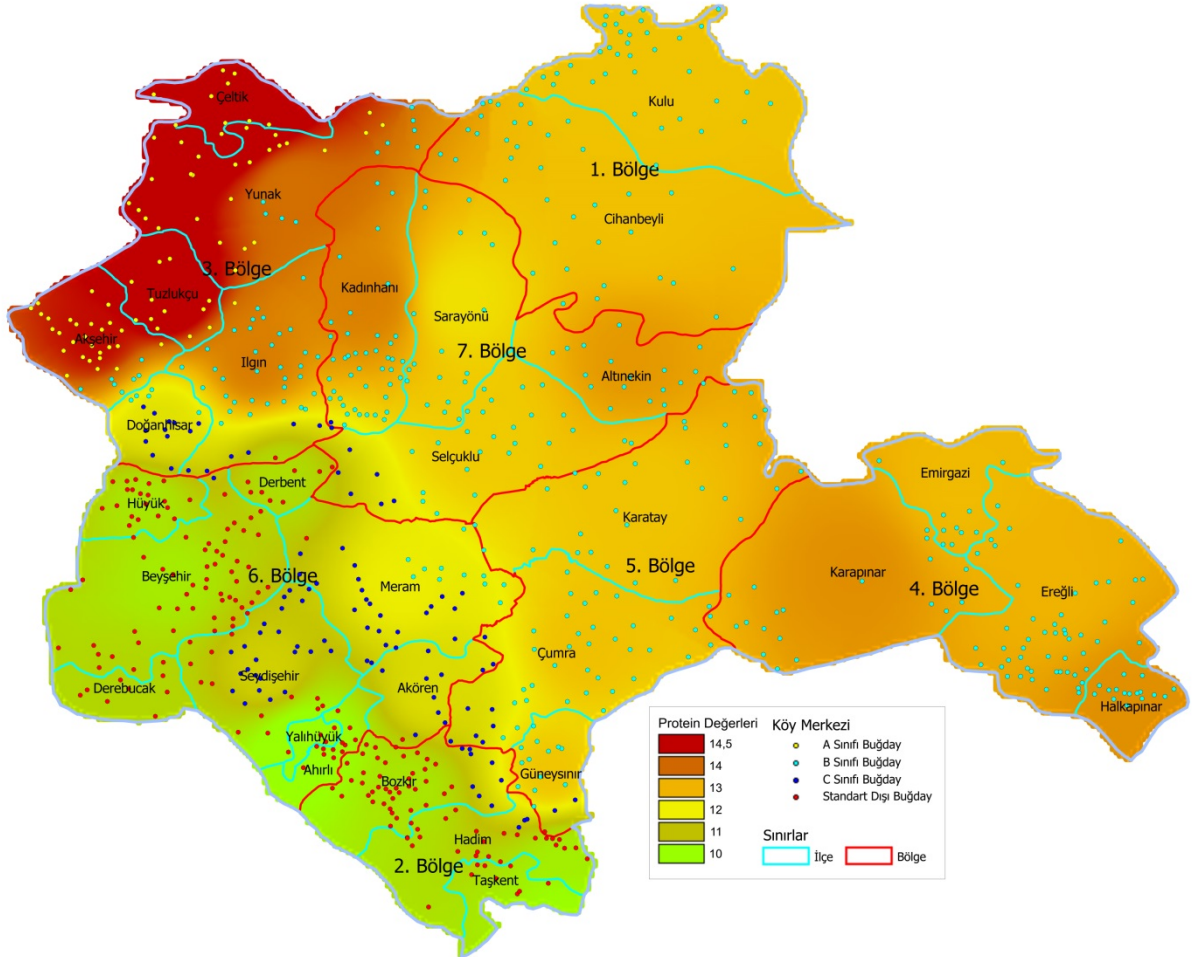 Çeltik
Kulu
1. Bölge
Yunak
Cihanbeyli
3. Bölge
Kadınhanı
Tuzlukçu
Sarayönü
Akşehir
7. Bölge
Ilgın
Altınekin
Doğanhisar
Selçuklu
Emirgazi
Derbent
Hüyük
Karatay
5. Bölge
Karapınar
Beyşehir
6. Bölge
Meram
4. Bölge
Ereğli
Çumra
Seydişehir
Derebucak
Akören
Halkapınar
Yalıhüyük
Ahırlı
Bozkır
Güneysınır
Hadim
2. Bölge
Taşkent
Protein Değerleri
14,5
14
13
12
11
10
Köy Merkezi
A Sınıfı Buğday
B Sınıfı Buğday
C Sınıfı Buğday
Standart Dışı Buğday
Sınırlar
İlçe
Bölge